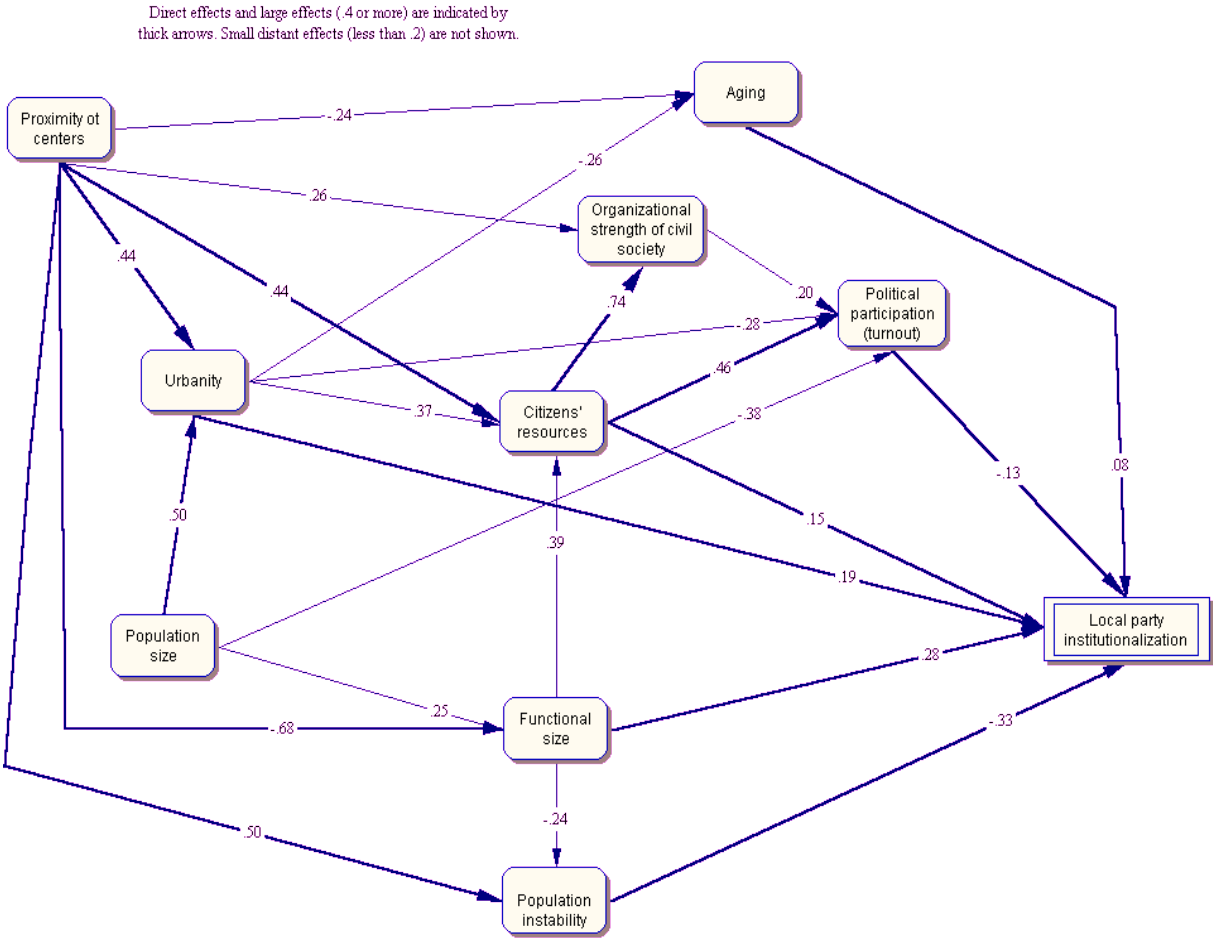 Direct effects and large effects (.4 or more) are indicated by
thick arrows. Small distant effects (less than .2) are not shown.
Aging
Proximity ot
centers
-.24
-.26
.26
Organizational
strength of civil
society
.44
.44
.74
.20
Political
participation
(turnout)
-.28
Urbanity
.46
.37
Citizens'
resources
-.38
-.13
.08
.50
.15
.39
.19
Population
size
Local party
institutionalization
.28
.25
Functional
size
-.68
-.33
-.24
.50
Population
instability